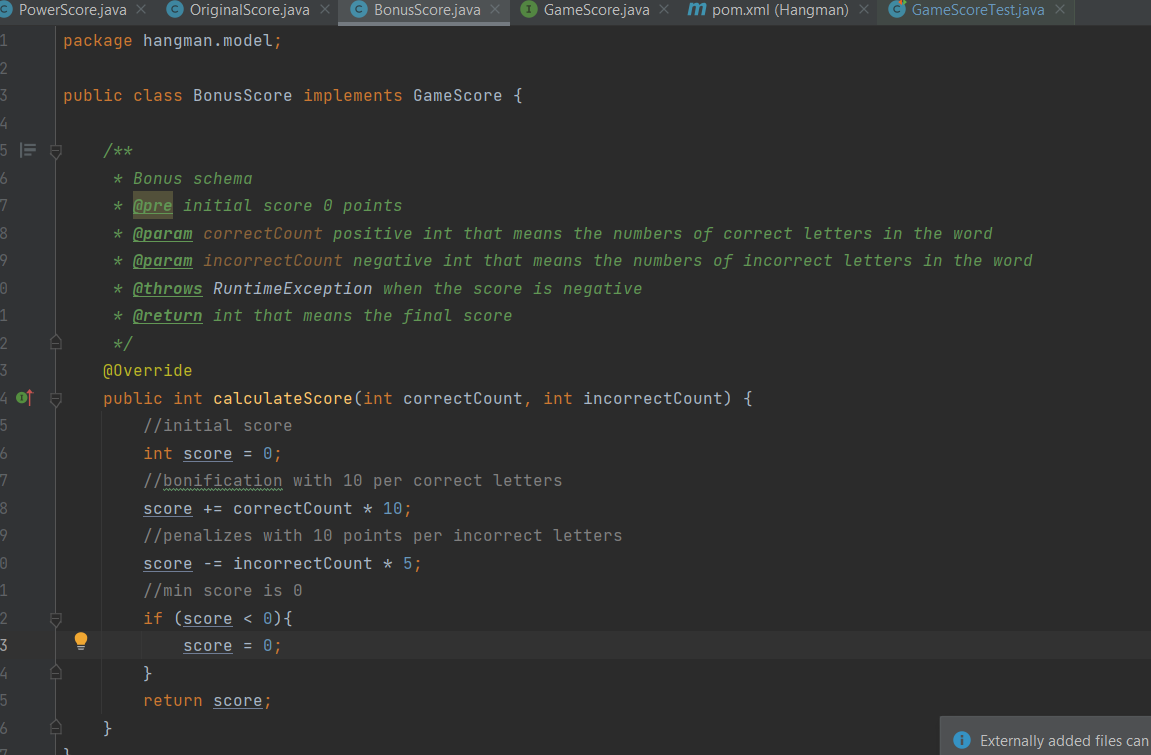 PowerScore.java × OriginalScore.java × BonusScore.java × GameScore.java × m pom.xml (Hangman) × GameScoreTest.java ×
1 package hangman.model;
2
3 public class BonusScore implements GameScore {
4
5 /**
6 * Bonus schema
7 * @pre initial score 0 points
8 * @param correctCount positive int that means the numbers of correct letters in the word
9 * @param incorrectCount negative int that means the numbers of incorrect letters in the word
0 * @throws RuntimeException when the score is negative
1 * @return int that means the final score
2 */
3 @Override
4 public int calculateScore(int correctCount, int incorrectCount) {
5 //initial score
6 int score = 0;
7 //bonification with 10 per correct letters
8 score += correctCount * 10;
9 //penalizes with 10 points per incorrect letters
0 score -= incorrectCount * 5;
1 //min score is 0
2 if (score < 0){
3 score = 0;
4 }
5 return score;
6 }
7 }
Externally added files can